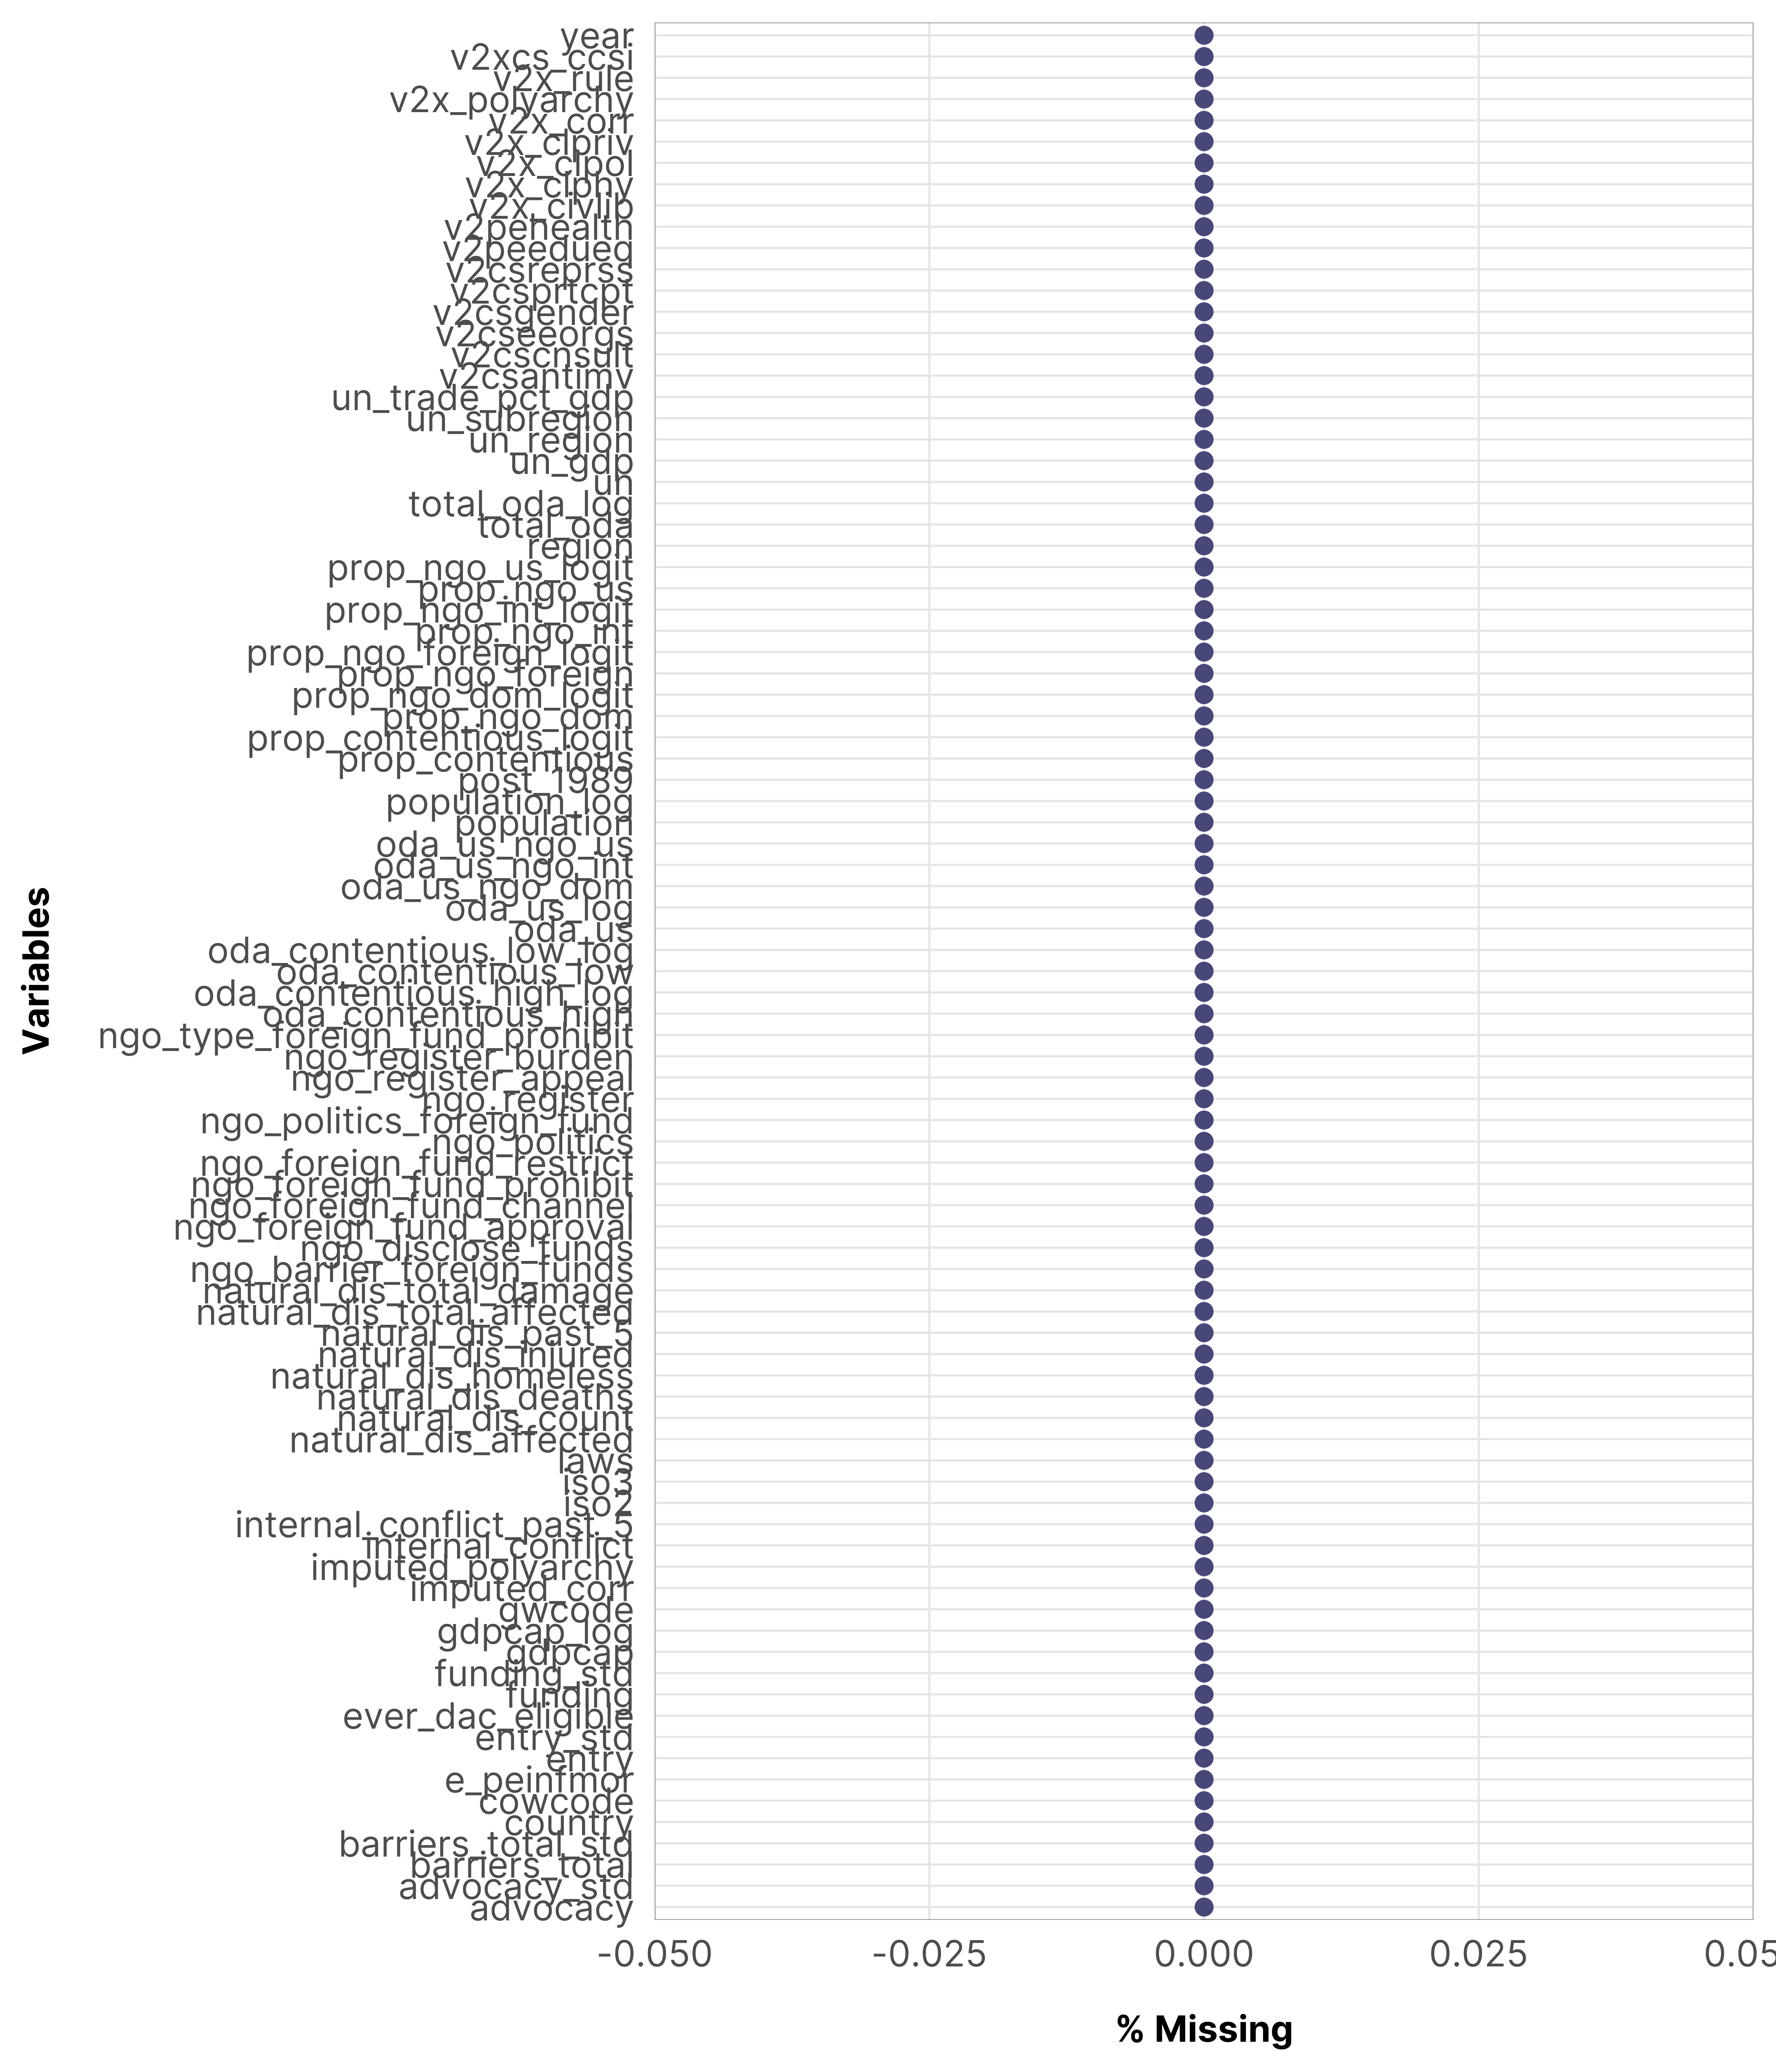 year
v2xcs_ccsi
v2x_rule
v2x_polyarchy
v2x_corr
v2x_clpriv
v2x_clpol
v2x_clphy
v2x_civlib
v2pehealth
v2peedueq
v2csreprss
v2csprtcpt
v2csgender
v2cseeorgs
v2cscnsult
v2csantimv
un_trade_pct_gdp
un_subregion
un_region
un_gdp
un
total_oda_log
total_oda
region
prop_ngo_us_logit
prop_ngo_us
prop_ngo_int_logit
prop_ngo_int
prop_ngo_foreign_logit
prop_ngo_foreign
prop_ngo_dom_logit
prop_ngo_dom
prop_contentious_logit
prop_contentious
post_1989
population_log
population
oda_us_ngo_us
oda_us_ngo_int
oda_us_ngo_dom
oda_us_log
oda_us
oda_contentious_low_log
oda_contentious_low
oda_contentious_high_log
oda_contentious_high
ngo_type_foreign_fund_prohibit
ngo_register_burden
ngo_register_appeal
ngo_register
ngo_politics_foreign_fund
ngo_politics
ngo_foreign_fund_restrict
ngo_foreign_fund_prohibit
ngo_foreign_fund_channel
ngo_foreign_fund_approval
ngo_disclose_funds
ngo_barrier_foreign_funds
natural_dis_total_damage
natural_dis_total_affected
natural_dis_past_5
natural_dis_injured
natural_dis_homeless
natural_dis_deaths
natural_dis_count
natural_dis_affected
laws
iso3
iso2
internal_conflict_past_5
internal_conflict
imputed_polyarchy
imputed_corr
gwcode
gdpcap_log
gdpcap
funding_std
funding
ever_dac_eligible
entry_std
entry
e_peinfmor
cowcode
country
barriers_total_std
barriers_total
advocacy_std
advocacy
Variables
-0.050 -0.025 0.000 0.025 0.05
% Missing